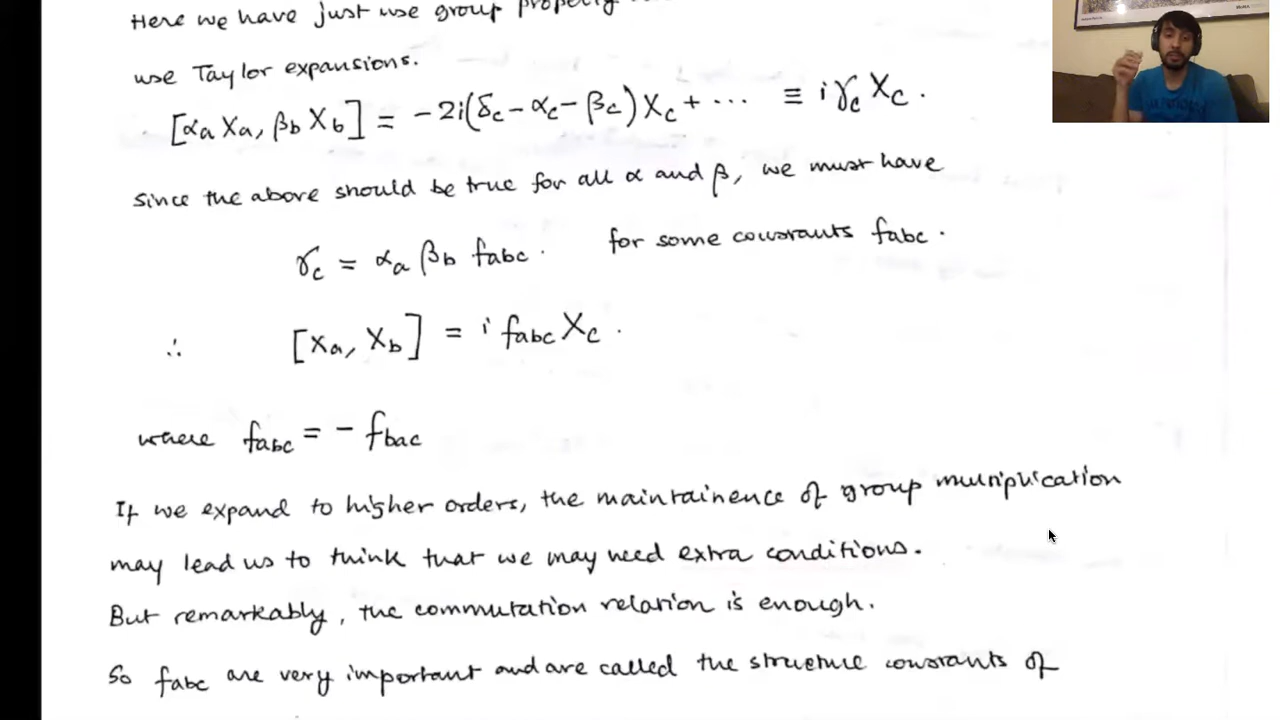 Here we have just use group property
use Taylor expansions.
[αa Xa, βb Xb] = -2i(δc - αc - βc) Xc + ... ≡ i γc Xc .
Since the above should be true for all α and β, we must have
γc = αa βb fabc . for some constants fabc .
∴ [Xa, Xb] = i fabc Xc .
where fabc = - fbac
If we expand to higher orders, the maintainence of group multiplication
may lead us to think that we may need extra conditions.
But remarkably, the commutation relation is enough.
So fabc are very important and are called the structure constants of